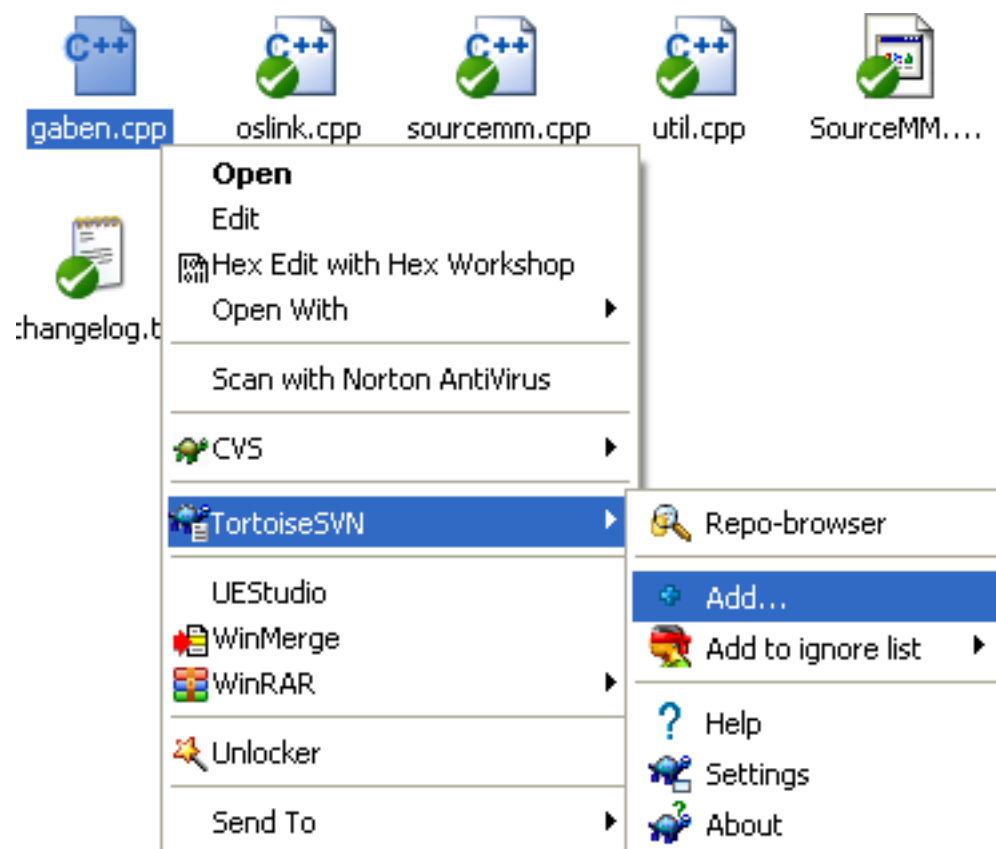 C++
C++
C++
C++
gaben.cpp
oslink.cpp
sourcemm.cpp
util.cpp
SourceMM....
changelog.t
Open
Edit
Hex Edit with Hex Workshop
Open With
Scan with Norton AntiVirus
CVS
TortoiseSVN
UEStudio
WinMerge
WinRAR
Unlocker
Send To
Repo-browser
Add...
Add to ignore list
Help
Settings
About